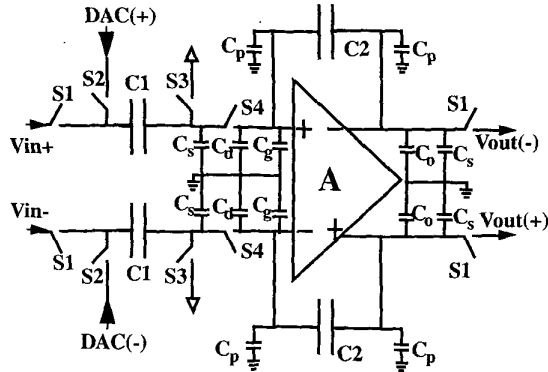 DAC(+)
Cp C2 Cp
S1 S2 C1 S3 S4 S1
Vin+ Vout(-)
+ −
Cs Cd Cg Co Cs
A
Cs Cd Cg Co Cs
Vin- Vout(+)
− +
S1 S2 C1 S3 S4 S1
Cp C2 Cp
DAC(-)